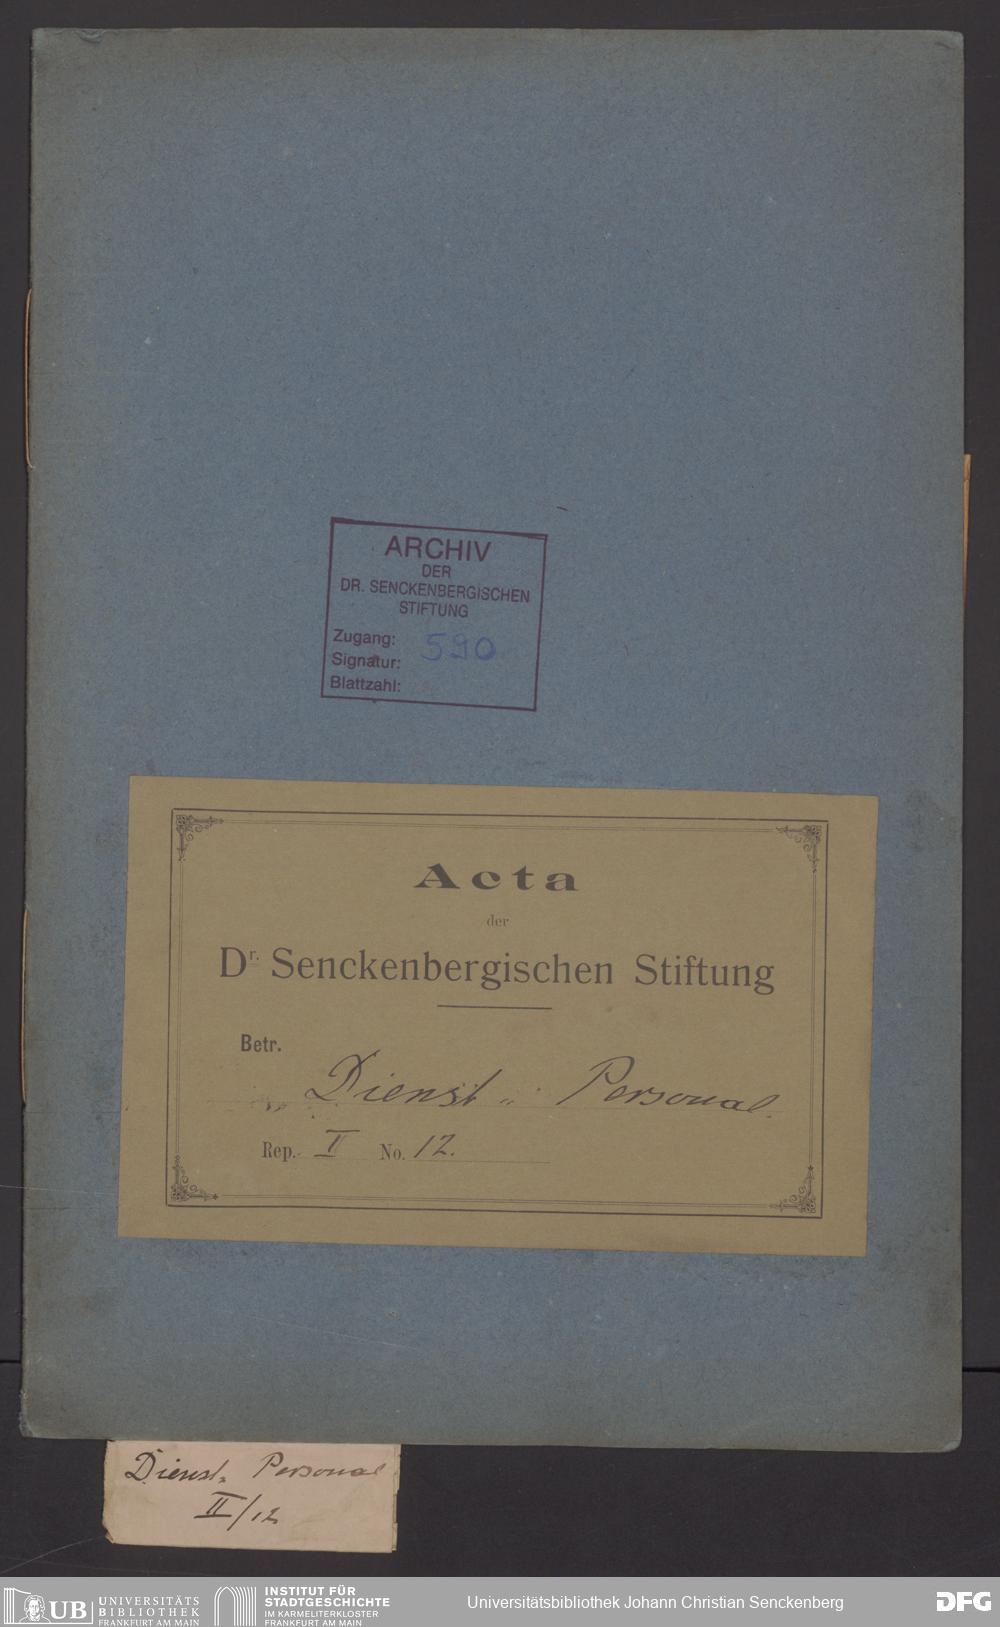 ARCHIV
DER
DR. SENCKENBERGISCHEN
STIFTUNG
Zugang: 590
Signatur:
Blattzahl:
Acta
der
Dr. Senckenbergischen Stiftung
Betr.
Dienst = Personal.
Rep. II No. 12.
Dienst = Personal
II/12
UB UNIVERSITÄTS
BIBLIOTHEK
FRANKFURT AM MAIN
INSTITUT FÜR
STADTGESCHICHTE
IM KARMELITERKLOSTER
FRANKFURT AM MAIN
Universitätsbibliothek Johann Christian Senckenberg
DFG